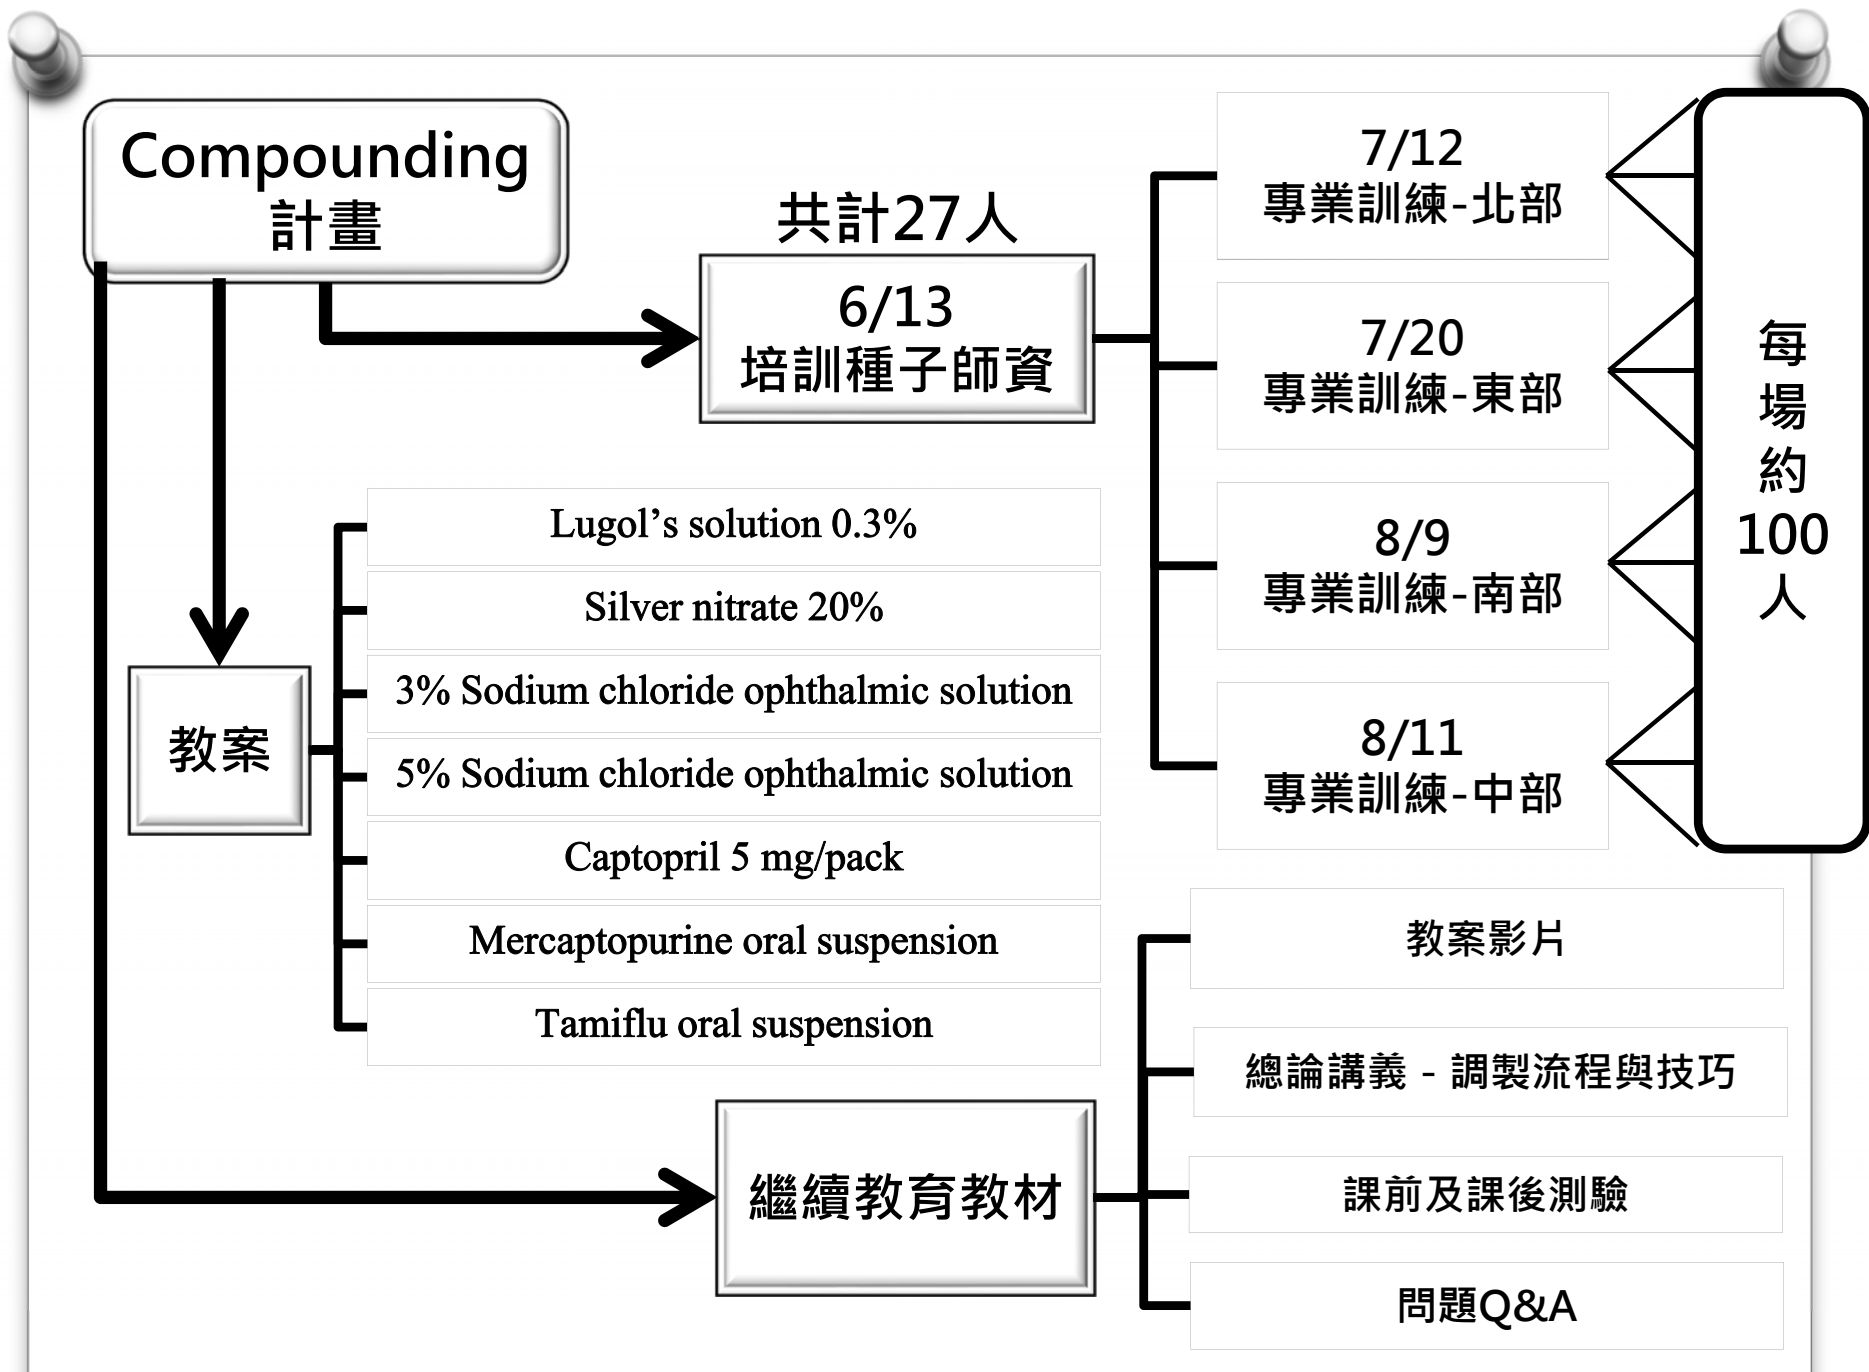 Compounding
計畫
共計27人
6/13
培訓種子師資
7/12
專業訓練-北部
7/20
專業訓練-東部
8/9
專業訓練-南部
8/11
專業訓練-中部
每
場
約
100
人
教案
Lugol’s solution 0.3%
Silver nitrate 20%
3% Sodium chloride ophthalmic solution
5% Sodium chloride ophthalmic solution
Captopril 5 mg/pack
Mercaptopurine oral suspension
Tamiflu oral suspension
繼續教育教材
教案影片
總論講義 - 調製流程與技巧
課前及課後測驗
問題Q&A